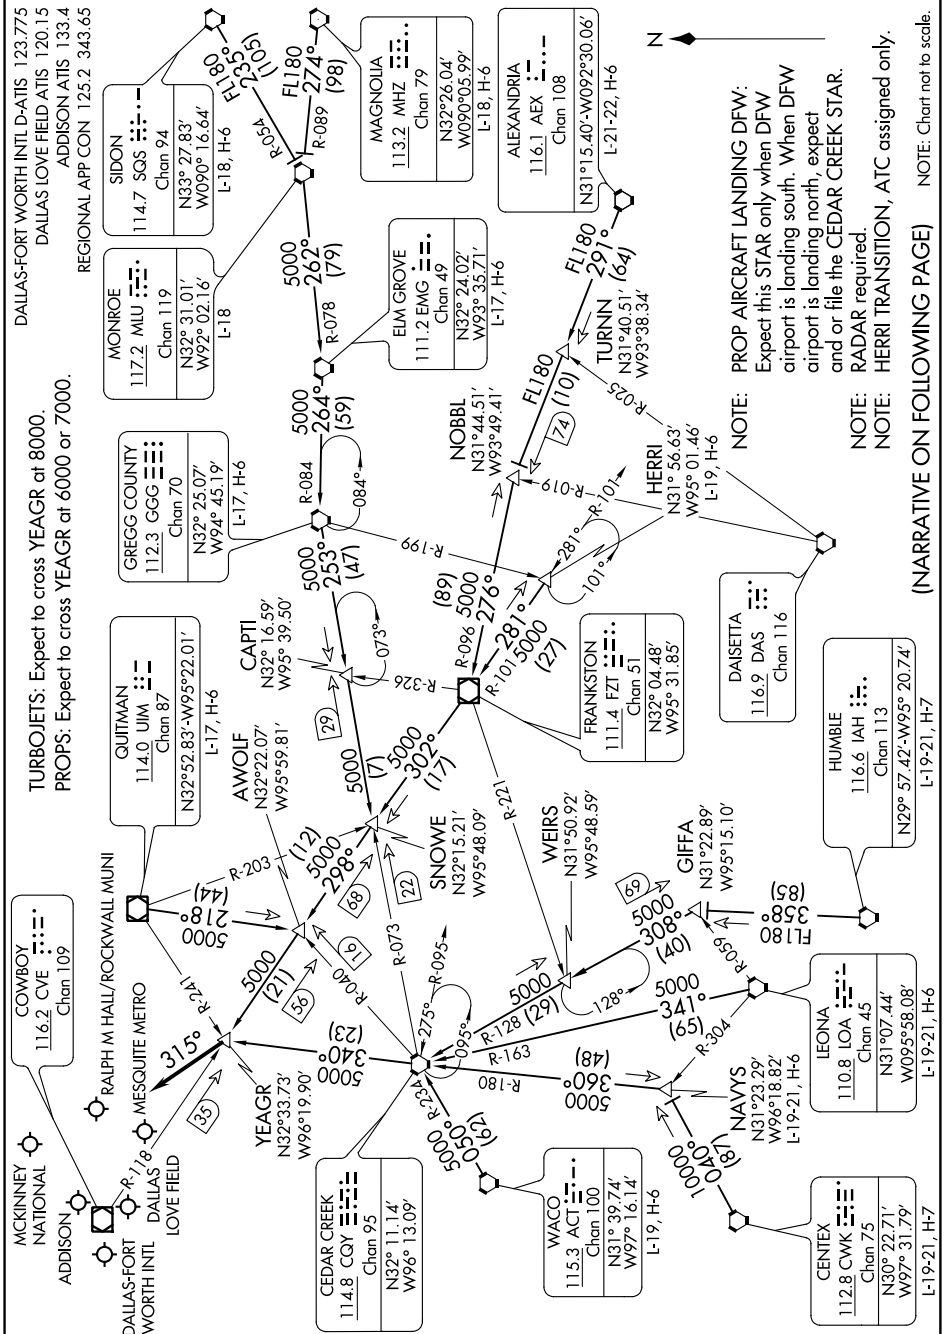 DALLAS-FORT WORTH INTL D-ATIS 123.775
DALLAS LOVE FIELD ATIS 120.15
ADDISON ATIS 133.4
REGIONAL APP CON 125.2 343.65
TURBOJETS: Expect to cross YEAGR at 8000.
PROPS: Expect to cross YEAGR at 6000 or 7000.
COWBOY
116.2 CVE
Chan 109
MCKINNEY
NATIONAL
ADDISON
DALLAS-FORT
WORTH INTL
DALLAS
LOVE FIELD
MESQUITE METRO
RALPH M HALL/ROCKWALL MUNI
R-118
35
315°
R-241
QUITMAN
114.0 UIM
Chan 87
N32°52.83'-W95°22.01'
L-17, H-6
5000
218°
(44)
R-203
AWOLF
N32°22.07'
W95°59.81'
CAPTI
N32° 16.59'
W95° 39.50'
GREGG COUNTY
112.3 GGG
Chan 70
N32° 25.07'
W94° 45.19'
L-17, H-6
MONROE
117.2 MLU
Chan 119
N32° 31.01'
W92° 02.16'
L-18
SIDON
114.7 SQS
Chan 94
N33° 27.83'
W090° 16.64'
L-18, H-6
FL180
235°
(105)
R-054
FL180
274°
(98)
R-089
MAGNOLIA
113.2 MHZ
Chan 79
N32°26.04'
W090°05.99'
L-18, H-6
5000
262°
(79)
R-078
ELM GROVE
111.2 EMG
Chan 49
N32° 24.02'
W93° 35.71'
L-17, H-6
5000
264°
(59)
R-084
084°
5000
253°
(47)
R-199
073°
29
5000
(7)
R-326
ALEXANDRIA
116.1 AEX
Chan 108
N31°15.40'-W092°30.06'
L-21-22, H-6
FL180
291°
(64)
TURNN
N31°40.51'
W93°38.34'
FL180
(10)
74
NOBBL
N31°44.51'
W93°49.41'
R-025
R-019
(89)
5000
276°
R-096
R-101
281°
5000
(27)
281°
101°
R-101
HERRI
N31° 56.63'
W95° 01.46'
L-19, H-6
FRANKSTON
111.4 FZT
Chan 51
N32° 04.48'
W95° 31.85'
DAISETTA
116.9 DAS
Chan 116
5000
302°
(17)
SNOWE
N32°15.21'
W95°48.09'
(12)
5000
298°
68
22
R-073
16
R-040
56
5000
(21)
YEAGR
N32°33.73'
W96°19.90'
5000
340°
(23)
CEDAR CREEK
114.8 CQY
Chan 95
N32° 11.14'
W96° 13.09'
275°
R-095
095°
R-221
WEIRS
N31°50.92'
W95°48.59'
R-128
5000
(29)
128°
R-163
5000
341°
(65)
R-180
5000
360°
(48)
R-234
5000
050°
(62)
WACO
115.3 ACT
Chan 100
N31° 39.74'
W97° 16.14'
L-19, H-6
69
5000
308°
(40)
GIFFA
N31°22.89'
W95°15.10'
R-059
R-304
FL180
358°
(85)
HUMBLE
116.6 IAH
Chan 113
N29° 57.42'-W95° 20.74'
L-19-21, H-7
LEONA
110.8 LOA
Chan 45
N31°07.44'
W095°58.08'
L-19-21, H-6
NAVYS
N31°23.29'
W96°18.82'
L-19-21, H-6
10000
040°
(87)
CENTEX
112.8 CWK
Chan 75
N30° 22.71'
W97° 31.79'
L-19-21, H-7
N
NOTE: PROP AIRCRAFT LANDING DFW:
Expect this STAR only when DFW
airport is landing south. When DFW
airport is landing north, expect
and or file the CEDAR CREEK STAR.
NOTE: RADAR required.
NOTE: HERRI TRANSITION, ATC assigned only.
(NARRATIVE ON FOLLOWING PAGE)
NOTE: Chart not to scale.